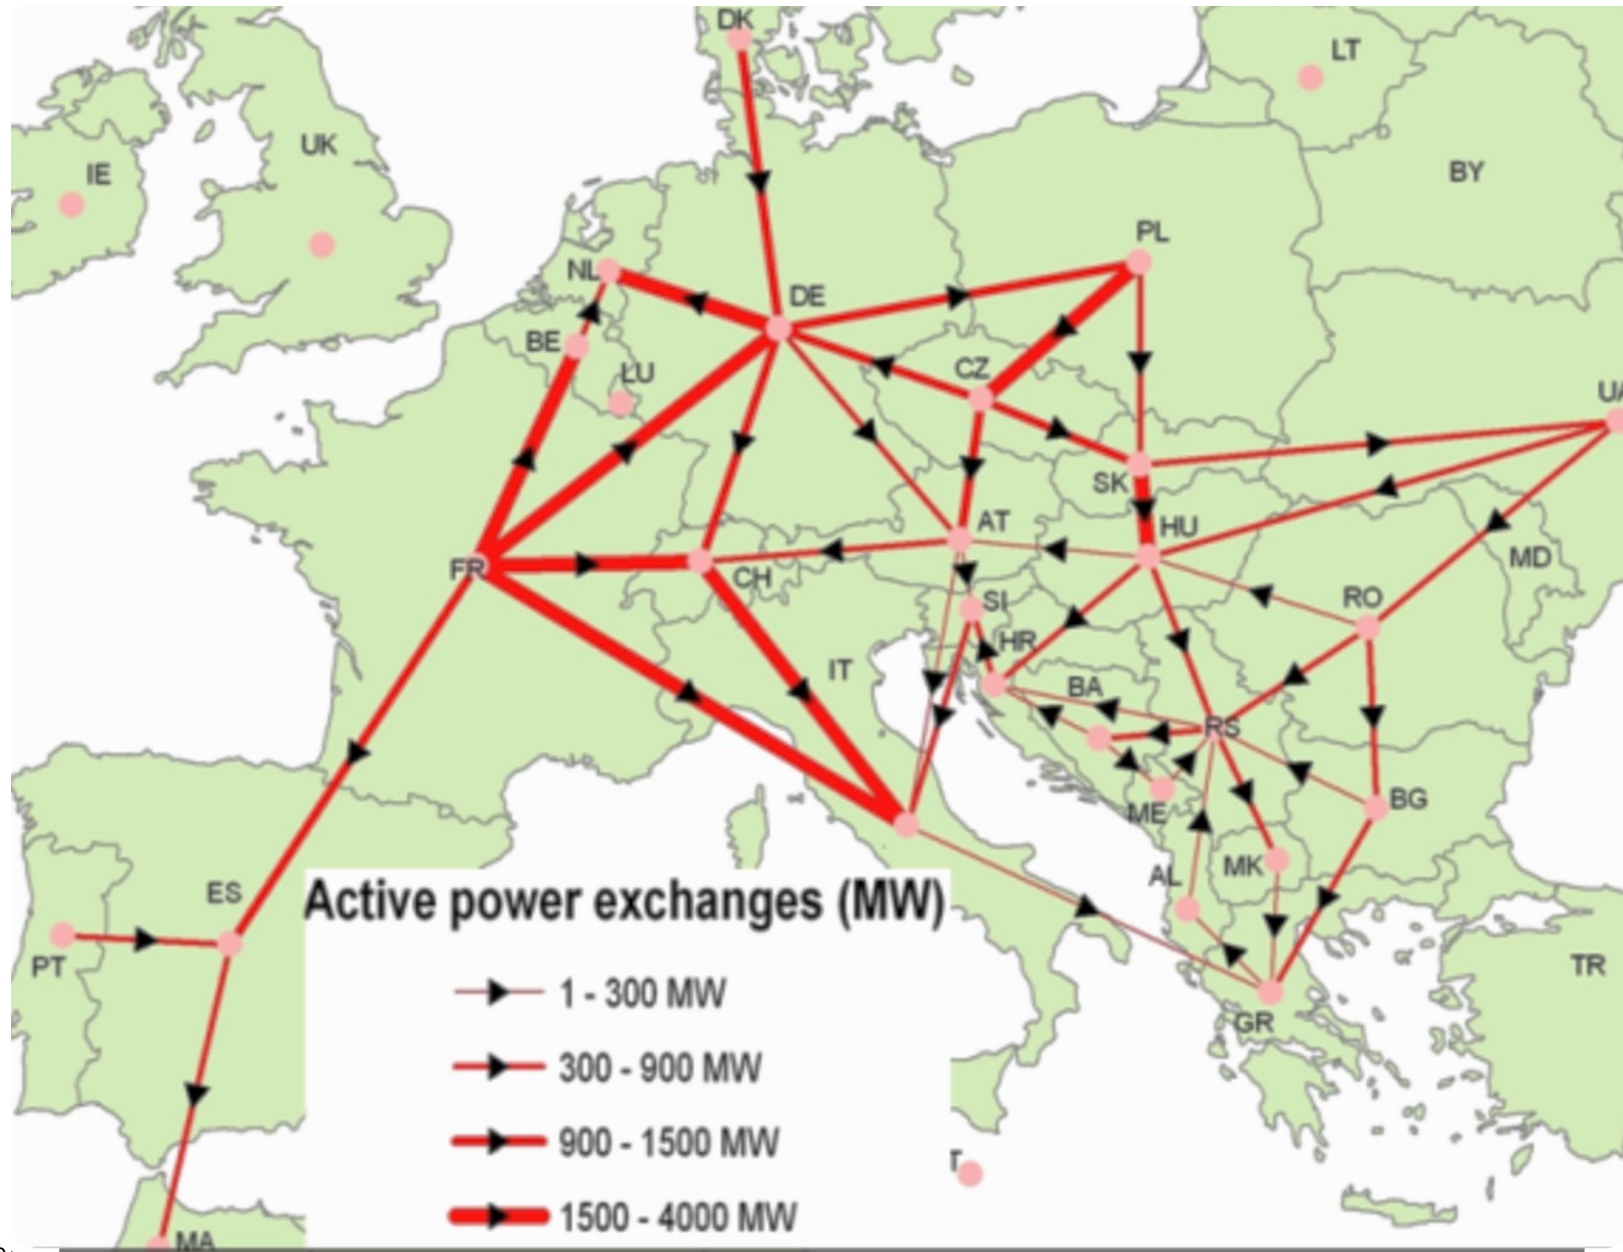 DK
LT
UK
IE
BY
PL
NL
DE
BE
CZ
LU
UA
SK
AT
HU
MD
FR
CH
SI
RO
HR
IT
BA
RS
ME
BG
AL
MK
ES
PT
TR
GR
MA
Active power exchanges (MW)
1 - 300 MW
300 - 900 MW
900 - 1500 MW
1500 - 4000 MW